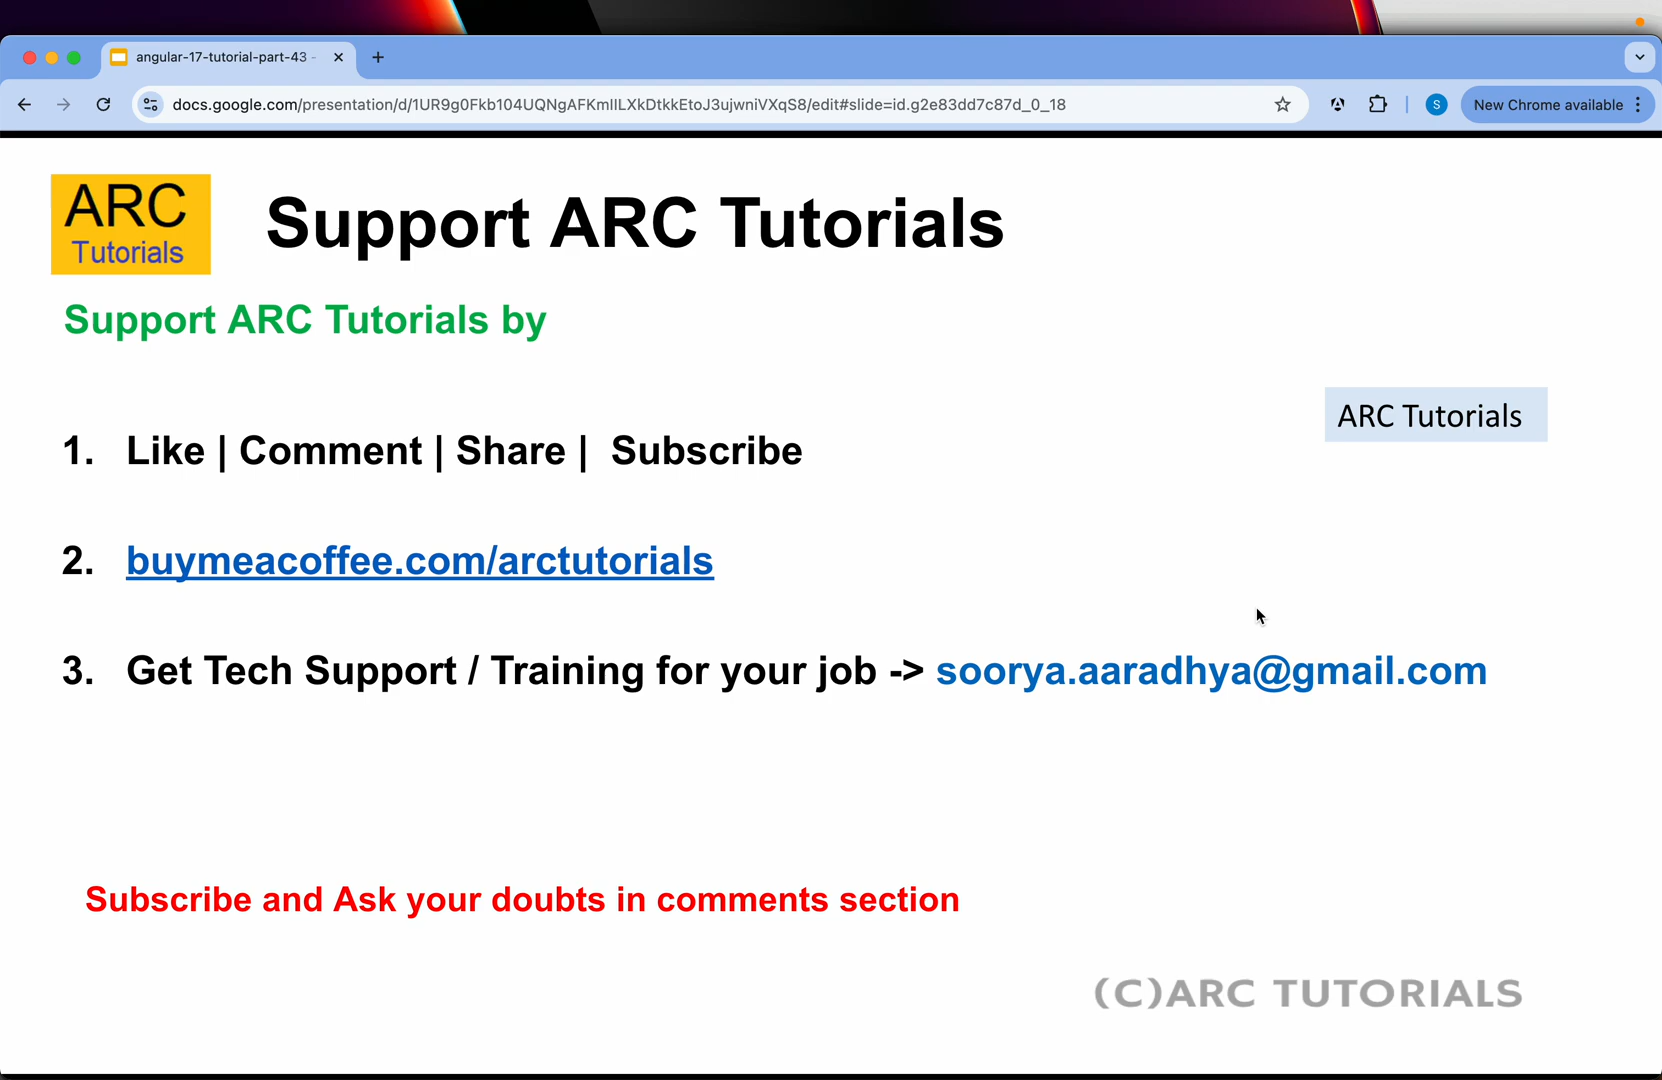 angular-17-tutorial-part-43 -
docs.google.com/presentation/d/1UR9g0Fkb104UQNgAFKmlILXkDtkkEtoJ3ujwniVXqS8/edit#slide=id.g2e83dd7c87d_0_18
S
New Chrome available
ARC
Tutorials
Support ARC Tutorials
Support ARC Tutorials by
ARC Tutorials
1. Like | Comment | Share | Subscribe
2. buymeacoffee.com/arctutorials
3. Get Tech Support / Training for your job -> soorya.aaradhya@gmail.com
Subscribe and Ask your doubts in comments section
(C)ARC TUTORIALS